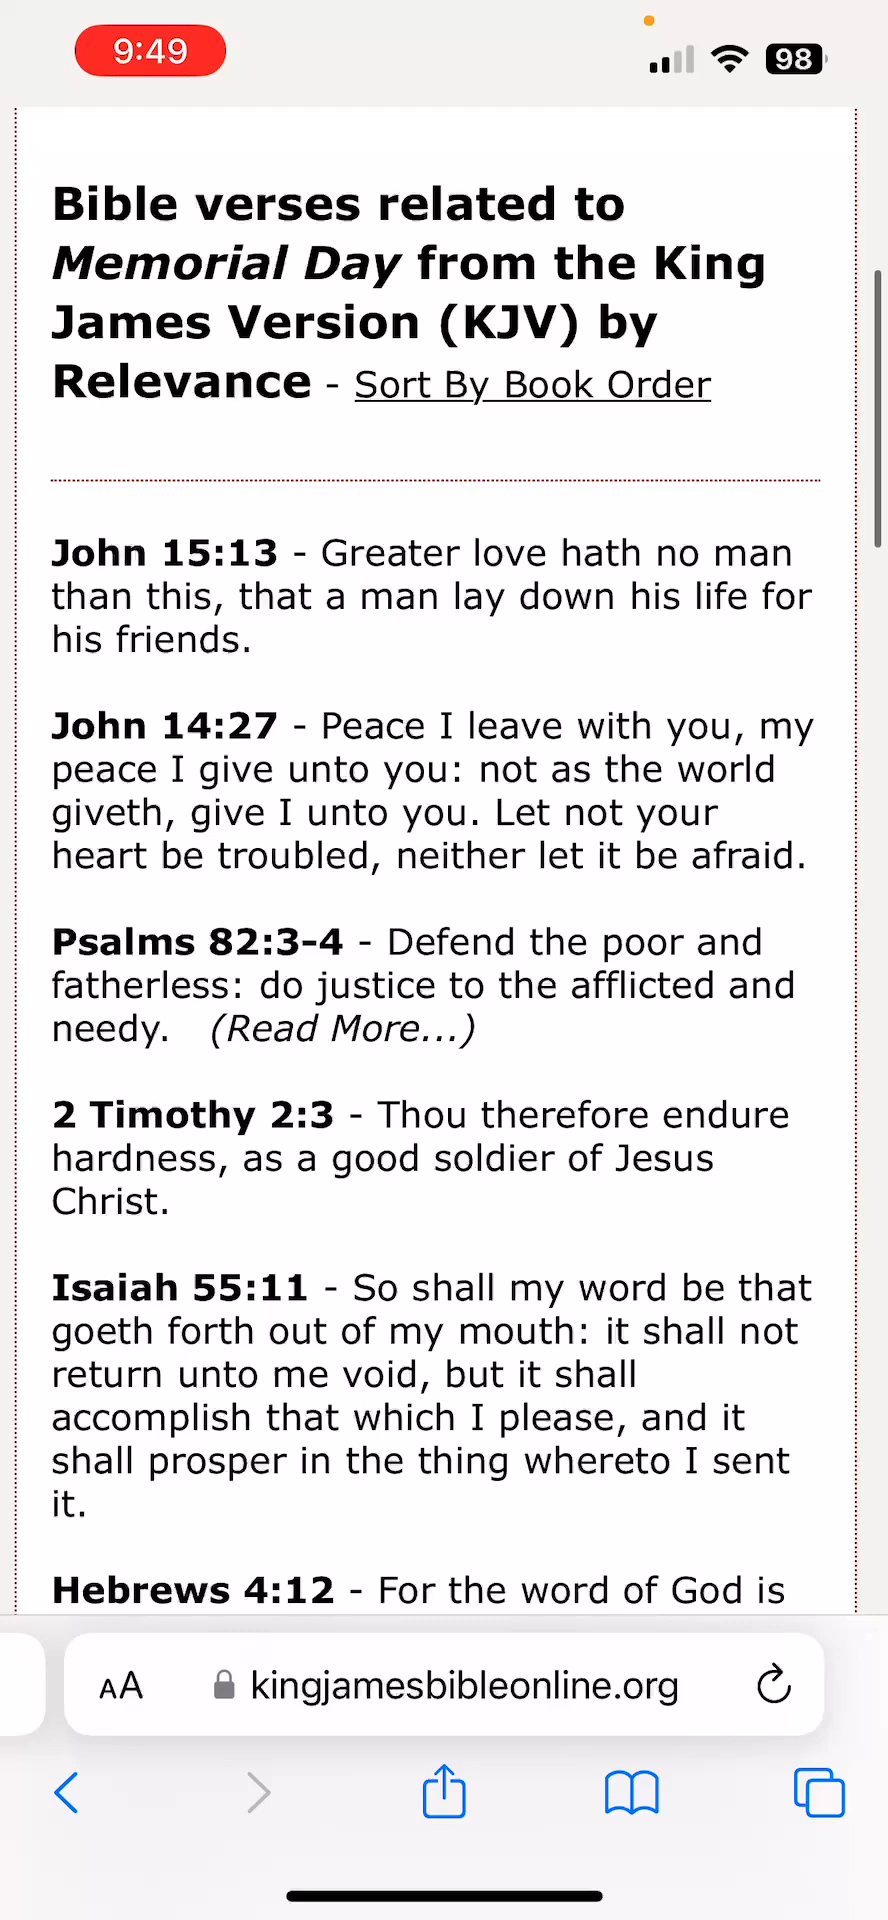 9:49
98
Bible verses related to
Memorial Day from the King
James Version (KJV) by
Relevance - Sort By Book Order
John 15:13 - Greater love hath no man
than this, that a man lay down his life for
his friends.
John 14:27 - Peace I leave with you, my
peace I give unto you: not as the world
giveth, give I unto you. Let not your
heart be troubled, neither let it be afraid.
Psalms 82:3-4 - Defend the poor and
fatherless: do justice to the afflicted and
needy. (Read More...)
2 Timothy 2:3 - Thou therefore endure
hardness, as a good soldier of Jesus
Christ.
Isaiah 55:11 - So shall my word be that
goeth forth out of my mouth: it shall not
return unto me void, but it shall
accomplish that which I please, and it
shall prosper in the thing whereto I sent
it.
Hebrews 4:12 - For the word of God is
AA kingjamesbibleonline.org